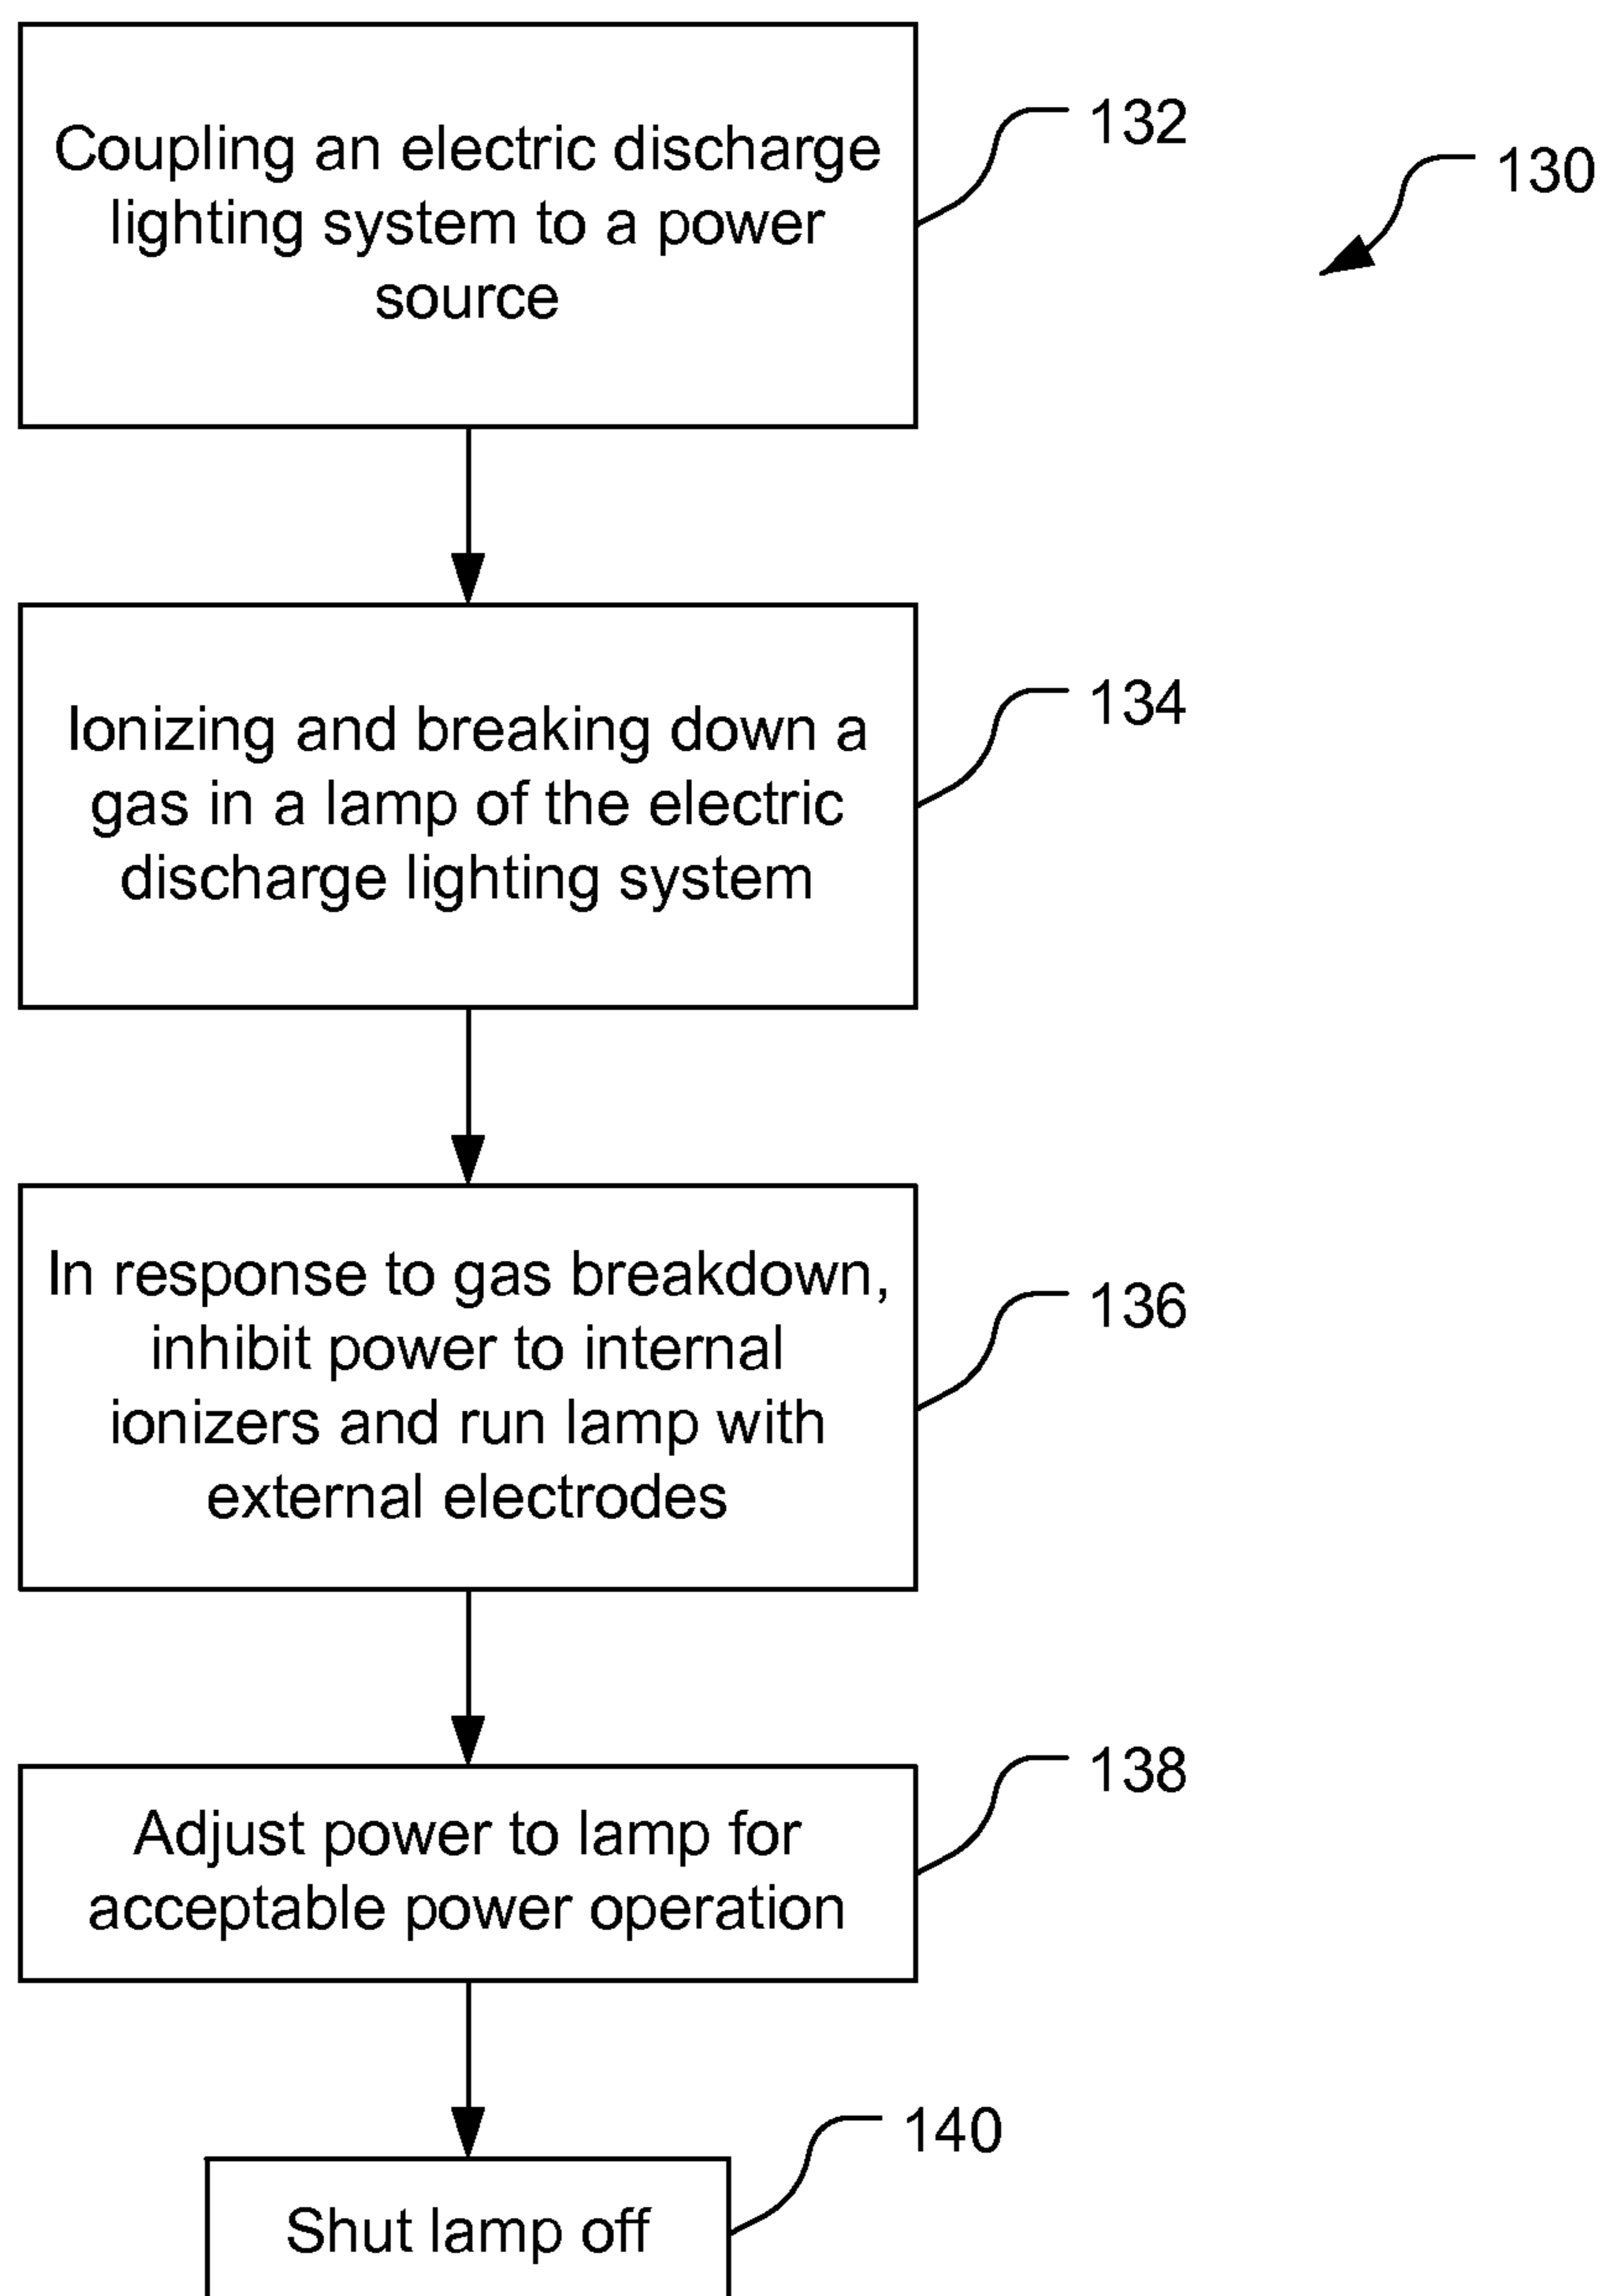 Coupling an electric discharge
lighting system to a power
source
132
130
Ionizing and breaking down a
gas in a lamp of the electric
discharge lighting system
134
In response to gas breakdown,
inhibit power to internal
ionizers and run lamp with
external electrodes
136
Adjust power to lamp for
acceptable power operation
138
Shut lamp off
140